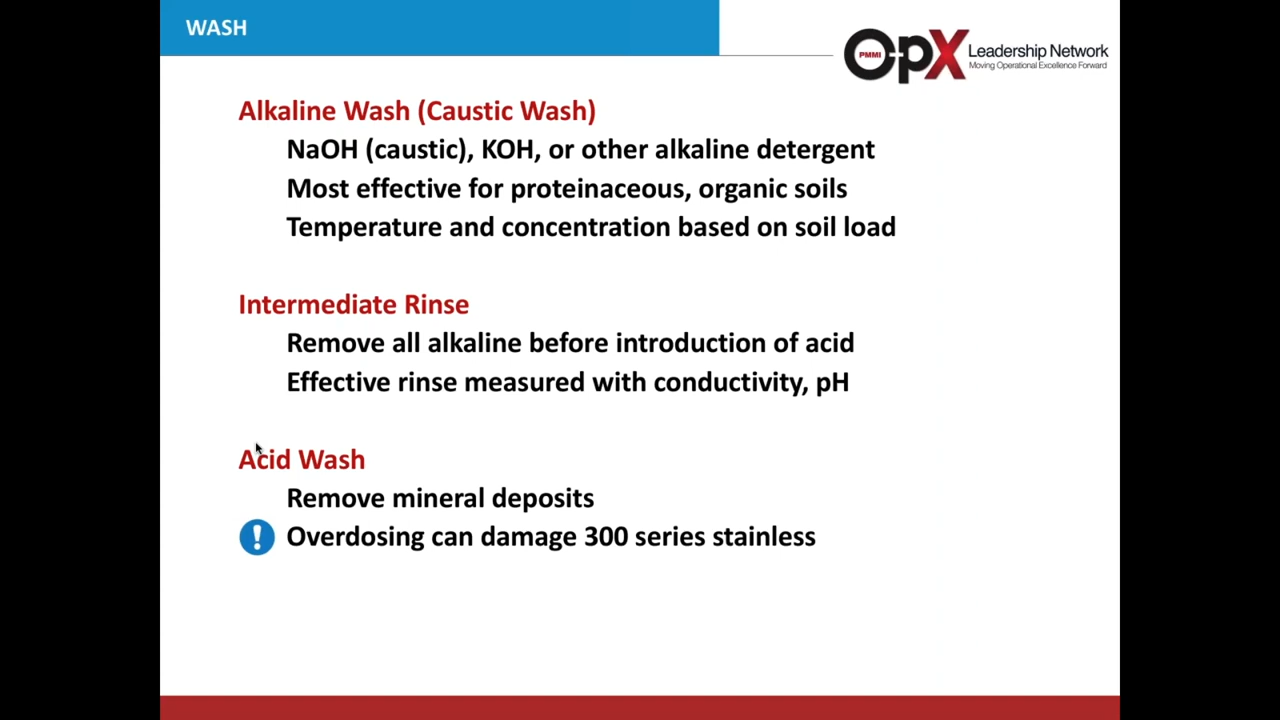 WASH
PMMI
OpX
Leadership Network
Moving Operational Excellence Forward
Alkaline Wash (Caustic Wash)
NaOH (caustic), KOH, or other alkaline detergent
Most effective for proteinaceous, organic soils
Temperature and concentration based on soil load
Intermediate Rinse
Remove all alkaline before introduction of acid
Effective rinse measured with conductivity, pH
Acid Wash
Remove mineral deposits
! Overdosing can damage 300 series stainless